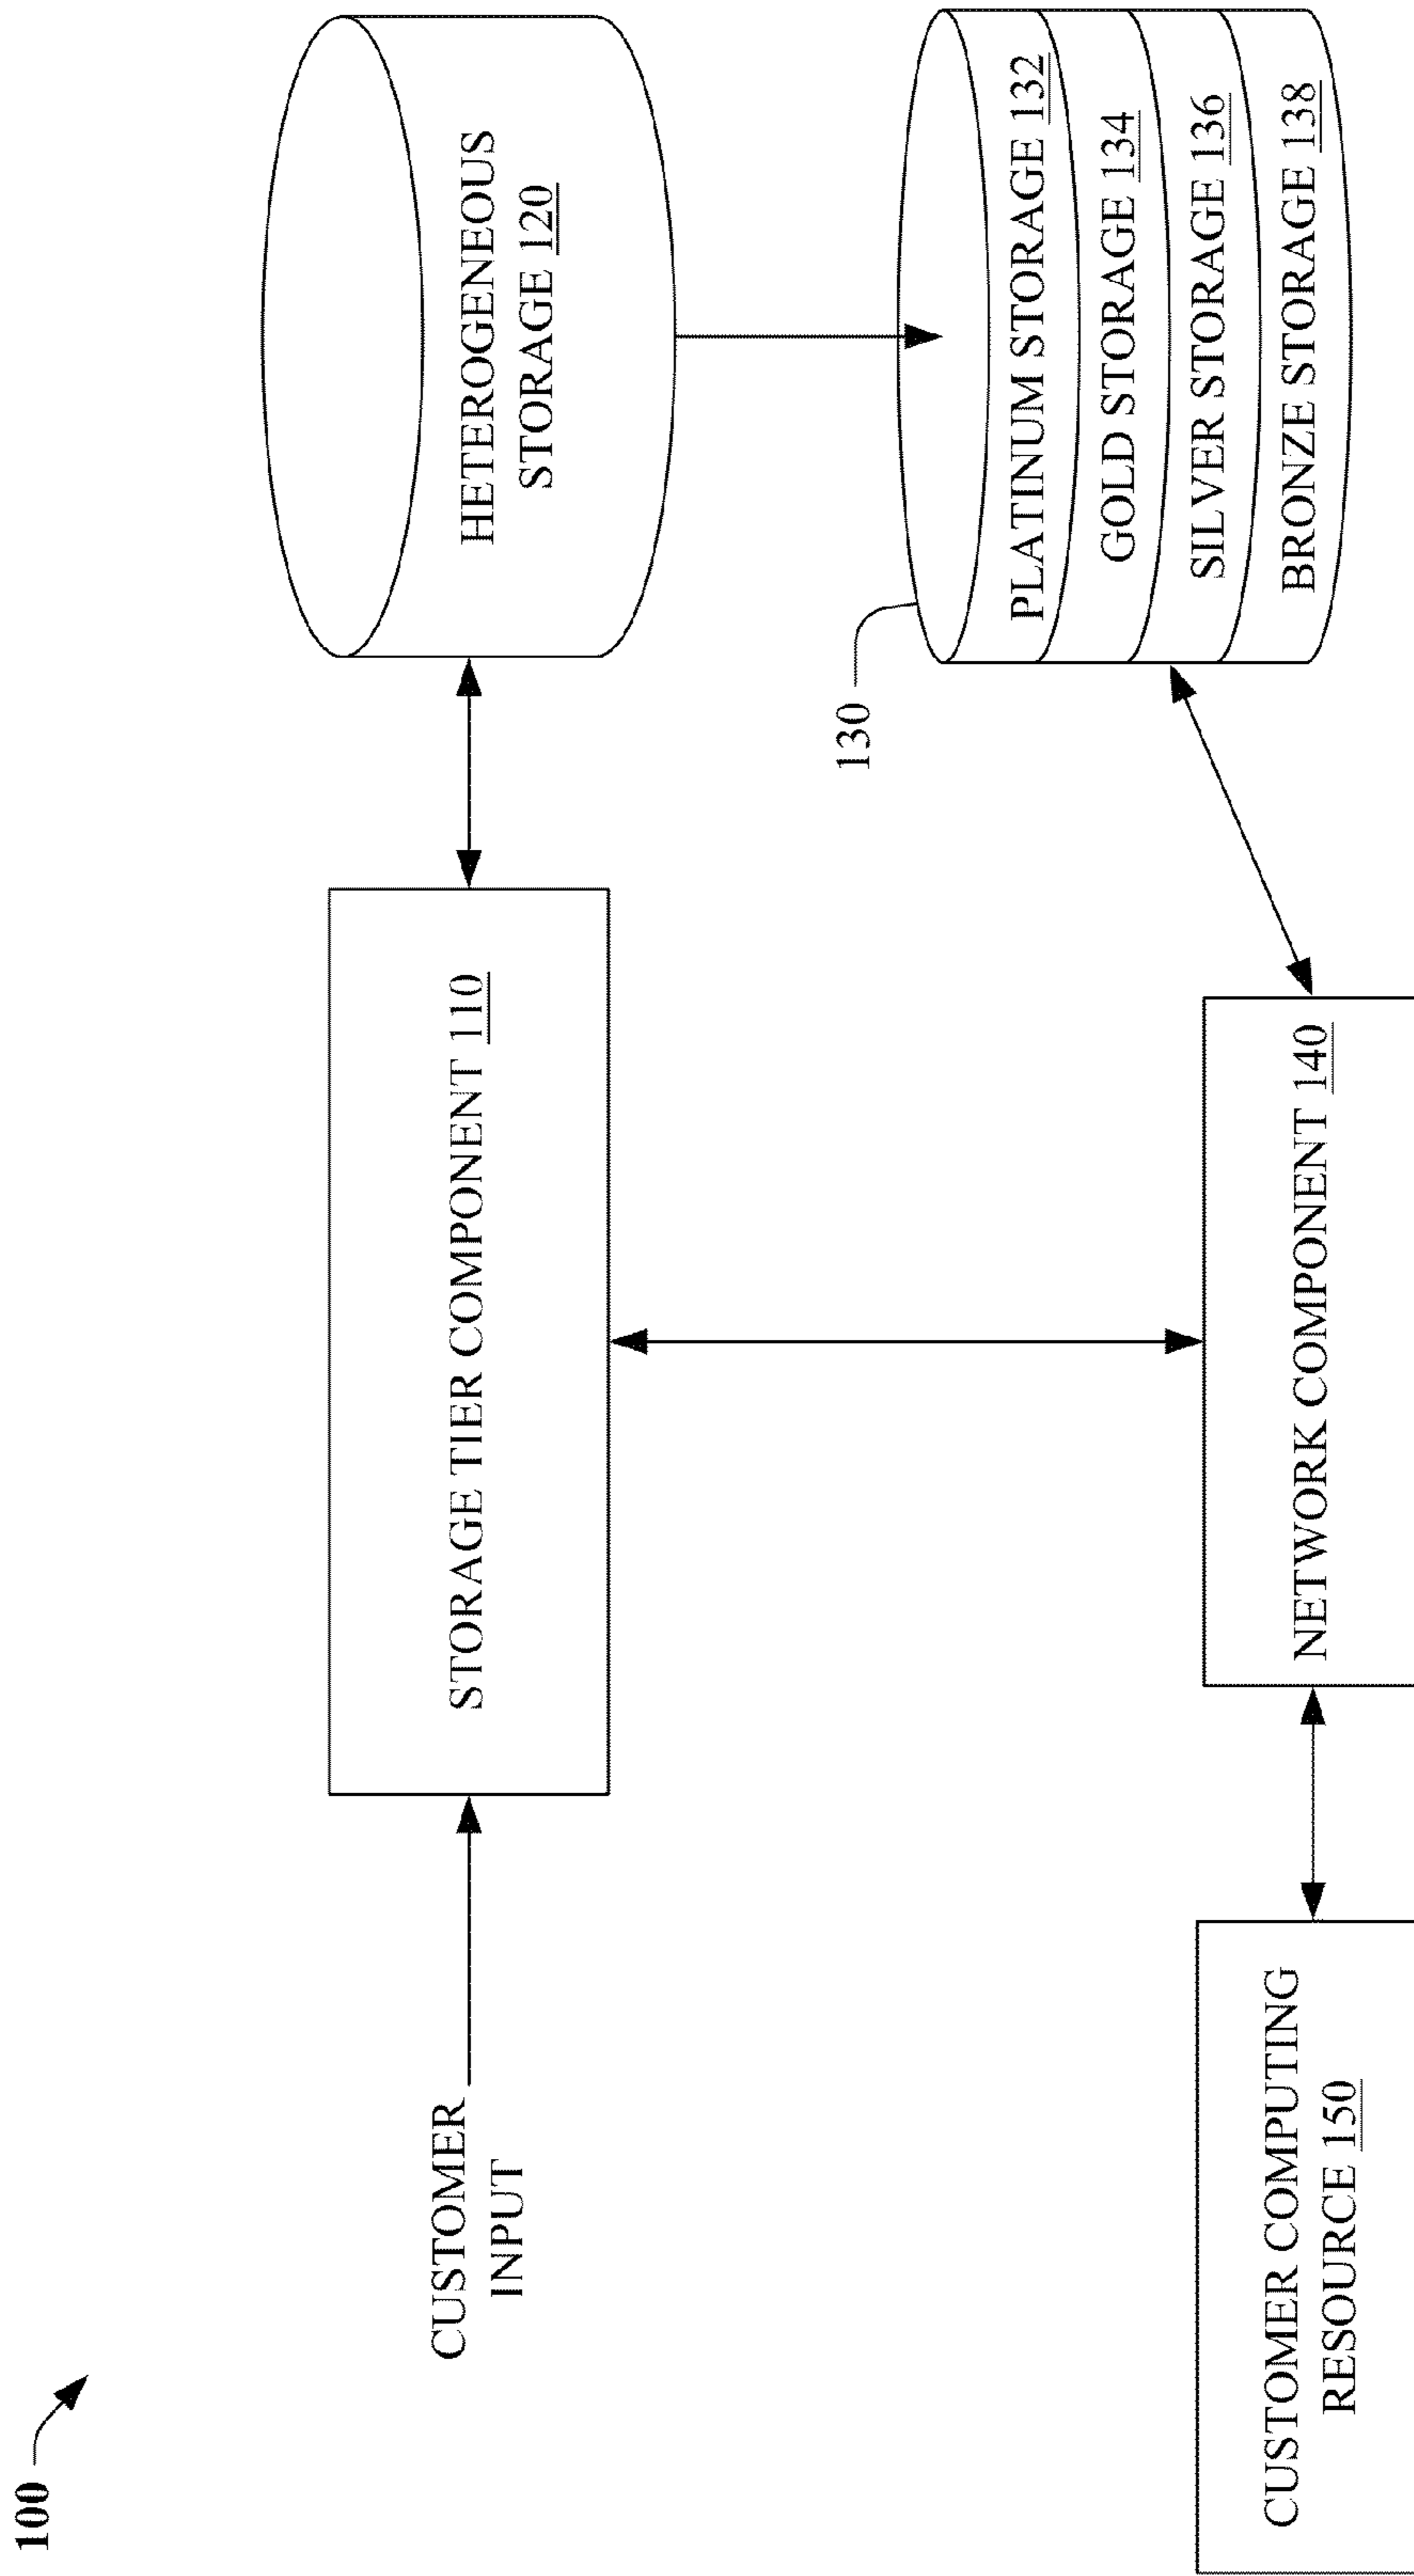 100
CUSTOMER
INPUT
STORAGE TIER COMPONENT 110
HETEROGENEOUS
STORAGE 120
130
PLATINUM STORAGE 132
GOLD STORAGE 134
SILVER STORAGE 136
BRONZE STORAGE 138
CUSTOMER COMPUTING
RESOURCE 150
NETWORK COMPONENT 140